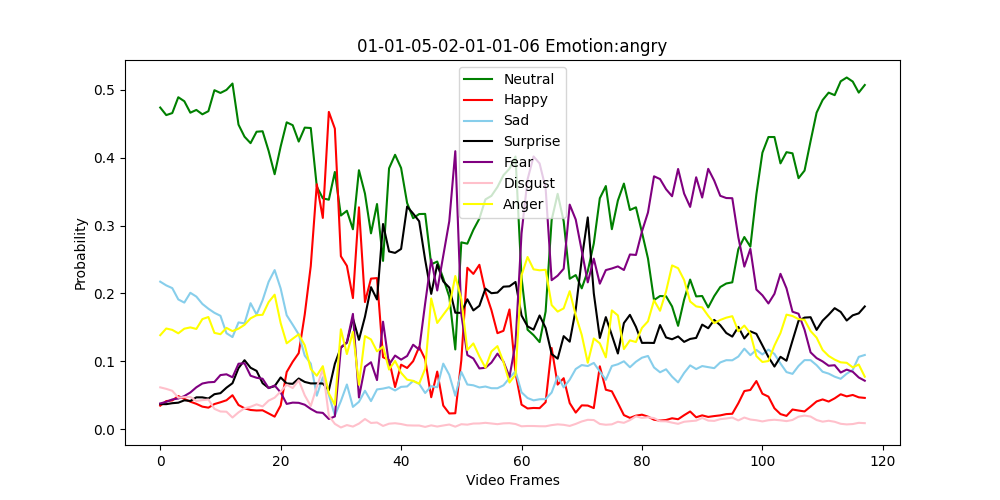 01-01-05-02-01-01-06 Emotion:angry
Probability
0.5
0.4
0.3
0.2
0.1
0.0
Neutral
Happy
Sad
Surprise
Fear
Disgust
Anger
0 20 40 60 80 100 120
Video Frames